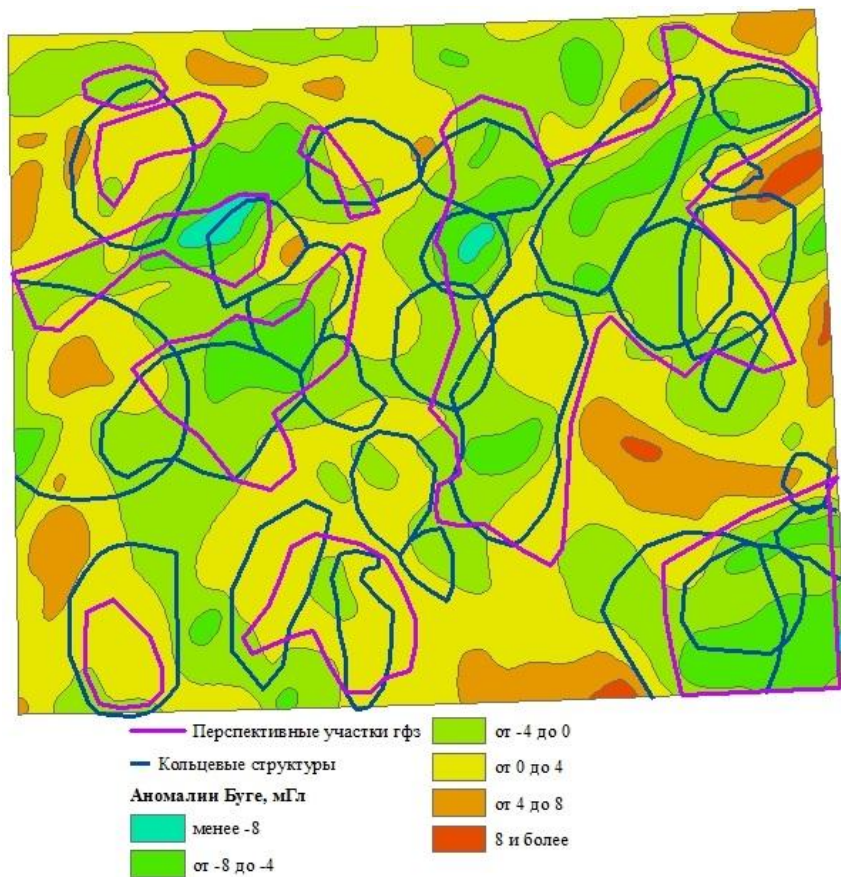 Перспективные участки гфз
Кольцевые структуры
Аномалии Буге, мГл
менее -8
от -8 до -4
от -4 до 0
от 0 до 4
от 4 до 8
8 и более